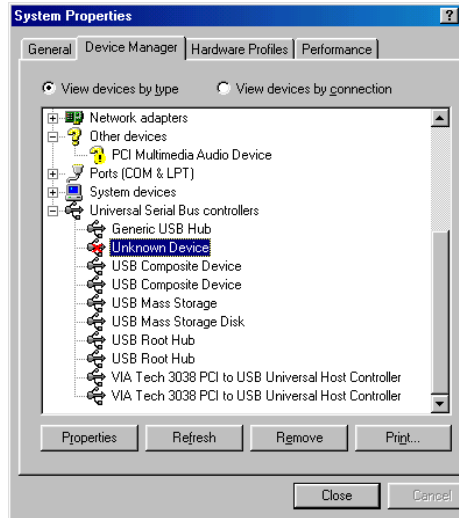 System Properties
?
General
Device Manager
Hardware Profiles
Performance
View devices by type
View devices by connection
Network adapters
Other devices
PCI Multimedia Audio Device
Ports (COM & LPT)
System devices
Universal Serial Bus controllers
Generic USB Hub
Unknown Device
USB Composite Device
USB Composite Device
USB Mass Storage
USB Mass Storage Disk
USB Root Hub
USB Root Hub
VIA Tech 3038 PCI to USB Universal Host Controller
VIA Tech 3038 PCI to USB Universal Host Controller
Properties
Refresh
Remove
Print...
Close
Cancel